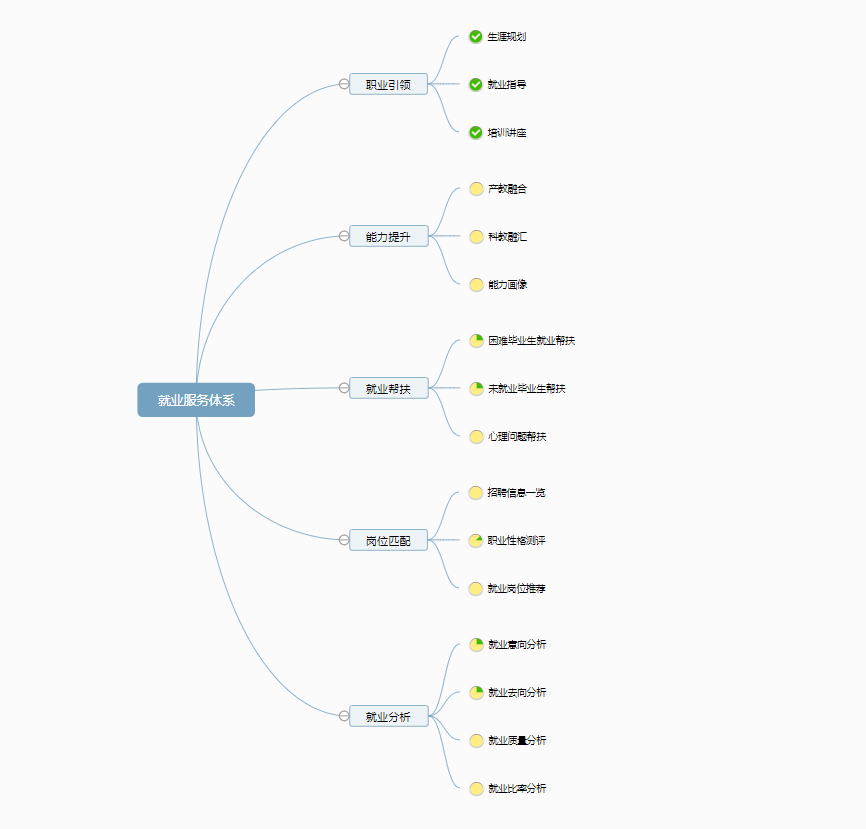 就业服务体系
职业引领
生涯规划
就业指导
培训讲座
能力提升
产教融合
科教融汇
能力画像
就业帮扶
困难毕业生就业帮扶
未就业毕业生帮扶
心理问题帮扶
岗位匹配
招聘信息一览
职业性格测评
就业岗位推荐
就业分析
就业意向分析
就业去向分析
就业质量分析
就业比率分析